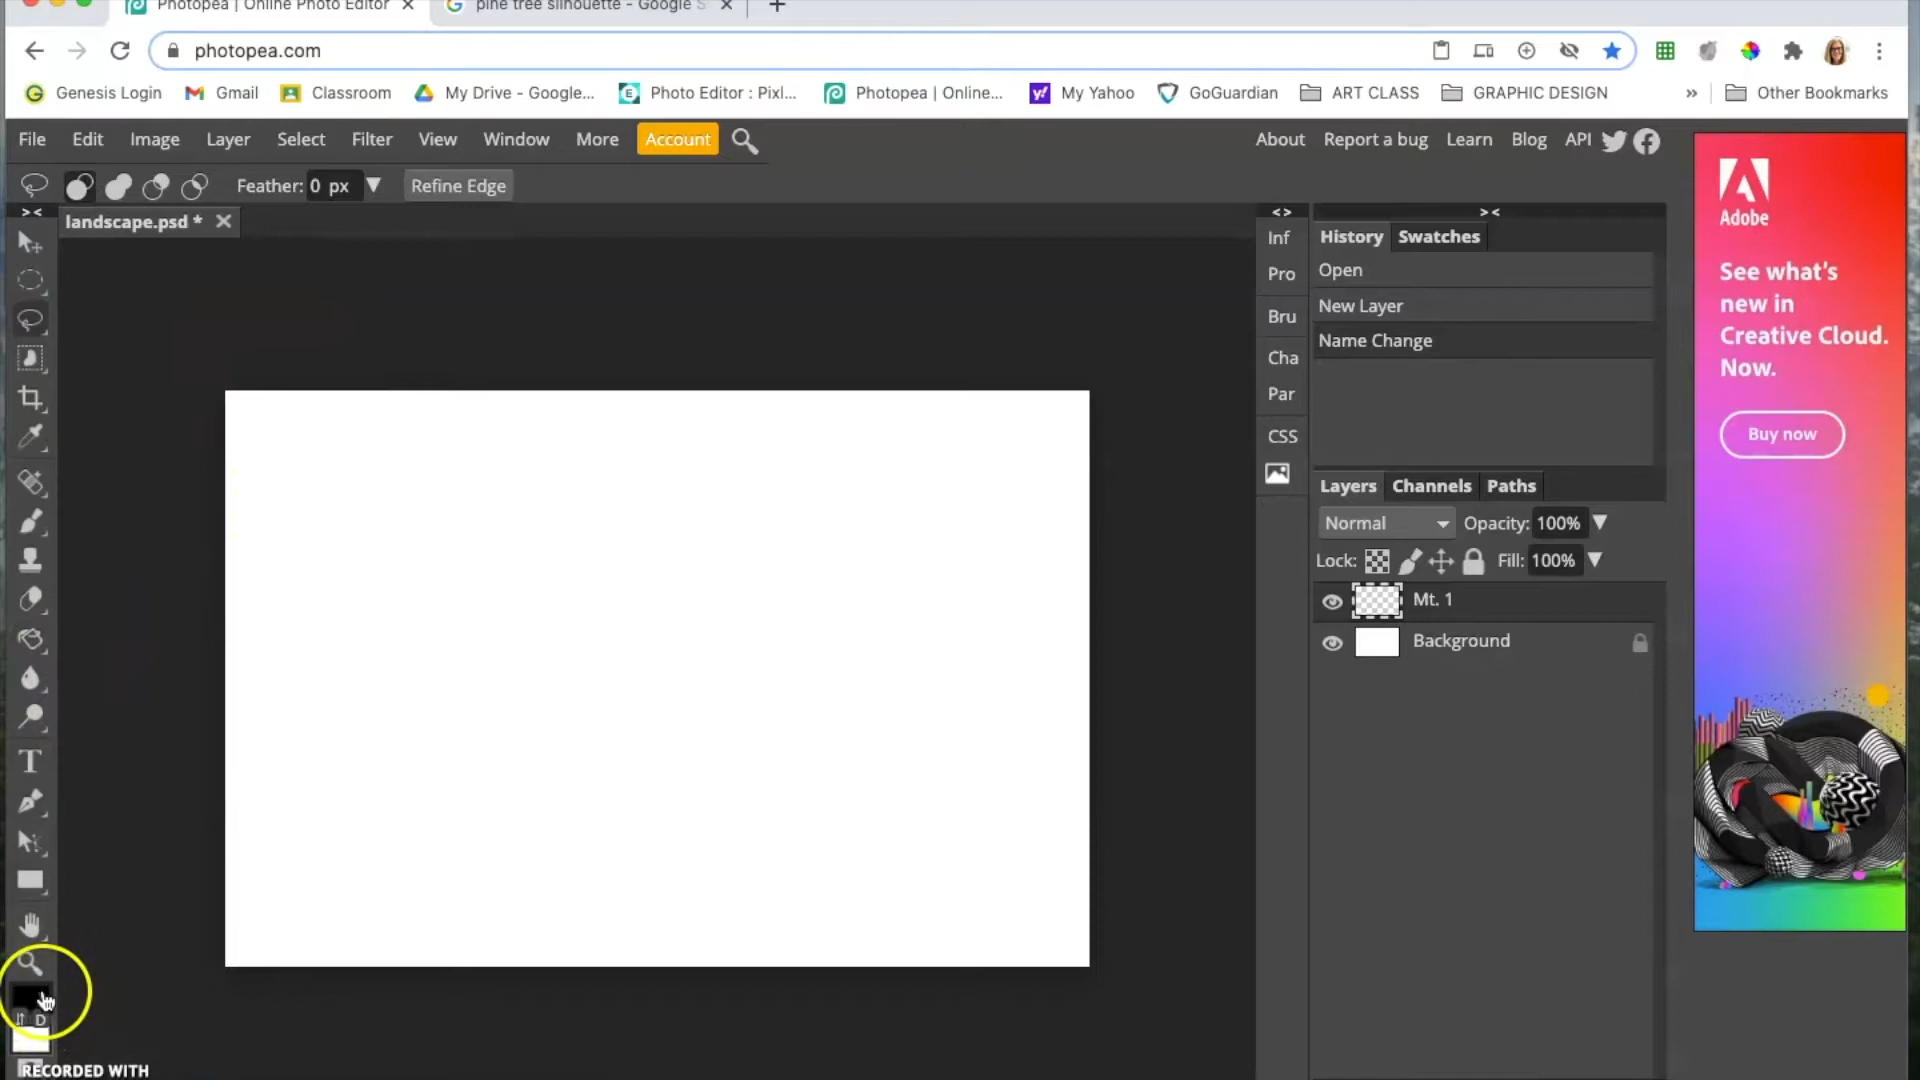 Photopea | Online Photo Editor
pine tree silhouette - Google S
photopea.com
Genesis Login Gmail Classroom My Drive - Google... Photo Editor : Pixl... Photopea | Online... My Yahoo GoGuardian ART CLASS GRAPHIC DESIGN » Other Bookmarks
File Edit Image Layer Select Filter View Window More Account About Report a bug Learn Blog API
Feather: 0 px Refine Edge
landscape.psd *
Inf
Pro
Bru
Cha
Par
CSS
History Swatches
Open
New Layer
Name Change
Layers Channels Paths
Normal Opacity: 100%
Lock: Fill: 100%
Mt. 1
Background
Adobe
See what's
new in
Creative Cloud.
Now.
Buy now
D
RECORDED WITH